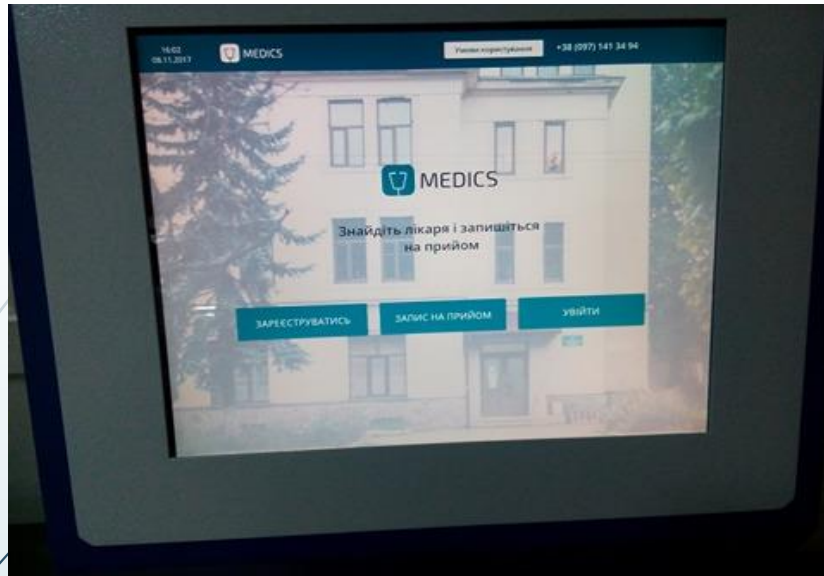 16:02
08.11.2017
MEDICS
Умови користування
+38 (097) 141 34 94
MEDICS
Знайдіть лікаря і запишіться
на прийом
ЗАРЕЄСТРУВАТИСЬ
ЗАПИС НА ПРИЙОМ
УВІЙТИ